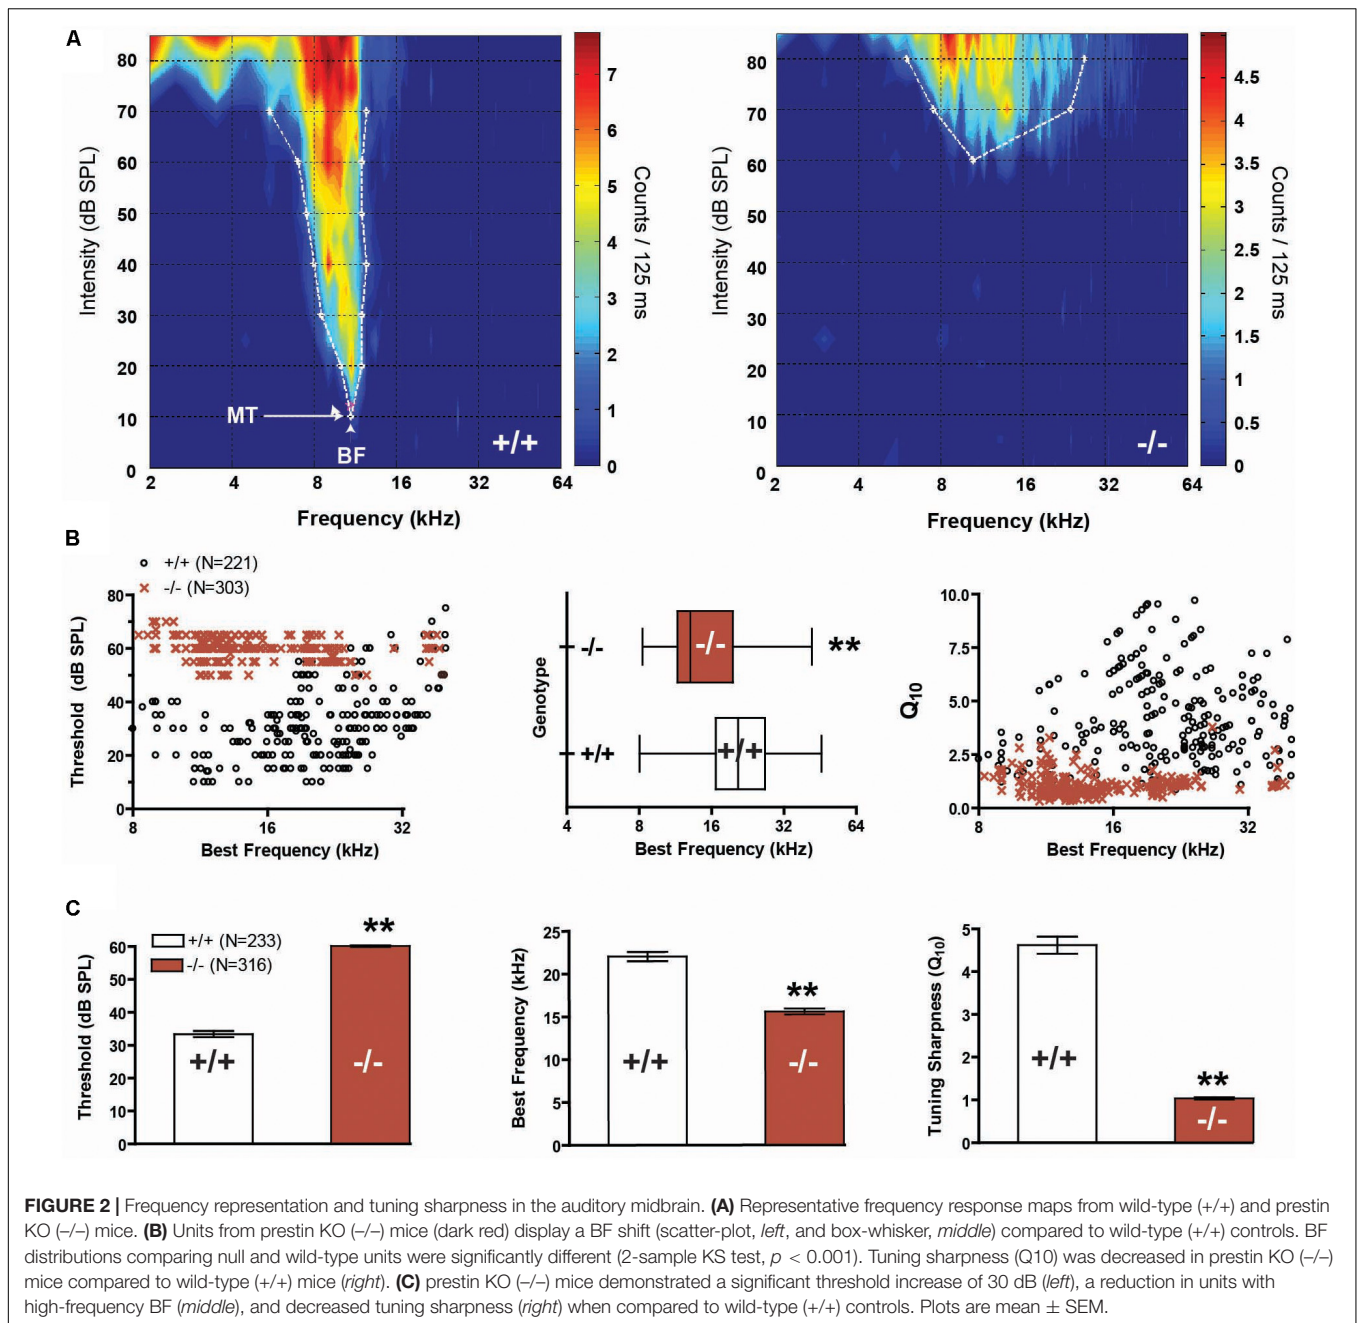 A
Intensity (dB SPL)
80
70
60
50
40
30
20
10
0
2 4 8 16 32 64
Frequency (kHz)
MT
BF
+/+
7
6
5
4
3
2
1
0
Counts / 125 ms
Intensity (dB SPL)
80
70
60
50
40
30
20
10
0
2 4 8 16 32 64
Frequency (kHz)
-/-
4.5
4
3.5
3
2.5
2
1.5
1
0.5
0
Counts / 125 ms
B
+/+ (N=221)
-/- (N=303)
Threshold (dB SPL)
80
60
40
20
0
8 16 32
Best Frequency (kHz)
Genotype
-/-
+/+
-/-
**
+/+
4 8 16 32 64
Best Frequency (kHz)
Q10
10.0
7.5
5.0
2.5
0.0
8 16 32
Best Frequency (kHz)
C
Threshold (dB SPL)
60
50
40
30
20
10
0
+/+ (N=233)
-/- (N=316)
**
+/+
-/-
Best Frequency (kHz)
25
20
15
10
5
0
**
+/+
-/-
Tuning Sharpness (Q10)
5
4
3
2
1
0
+/+
**
-/-
FIGURE 2 | Frequency representation and tuning sharpness in the auditory midbrain. (A) Representative frequency response maps from wild-type (+/+) and prestin
KO (–/–) mice. (B) Units from prestin KO (–/–) mice (dark red) display a BF shift (scatter-plot, left, and box-whisker, middle) compared to wild-type (+/+) controls. BF
distributions comparing null and wild-type units were significantly different (2-sample KS test, p < 0.001). Tuning sharpness (Q10) was decreased in prestin KO (–/–)
mice compared to wild-type (+/+) mice (right). (C) prestin KO (–/–) mice demonstrated a significant threshold increase of 30 dB (left), a reduction in units with
high-frequency BF (middle), and decreased tuning sharpness (right) when compared to wild-type (+/+) controls. Plots are mean ± SEM.